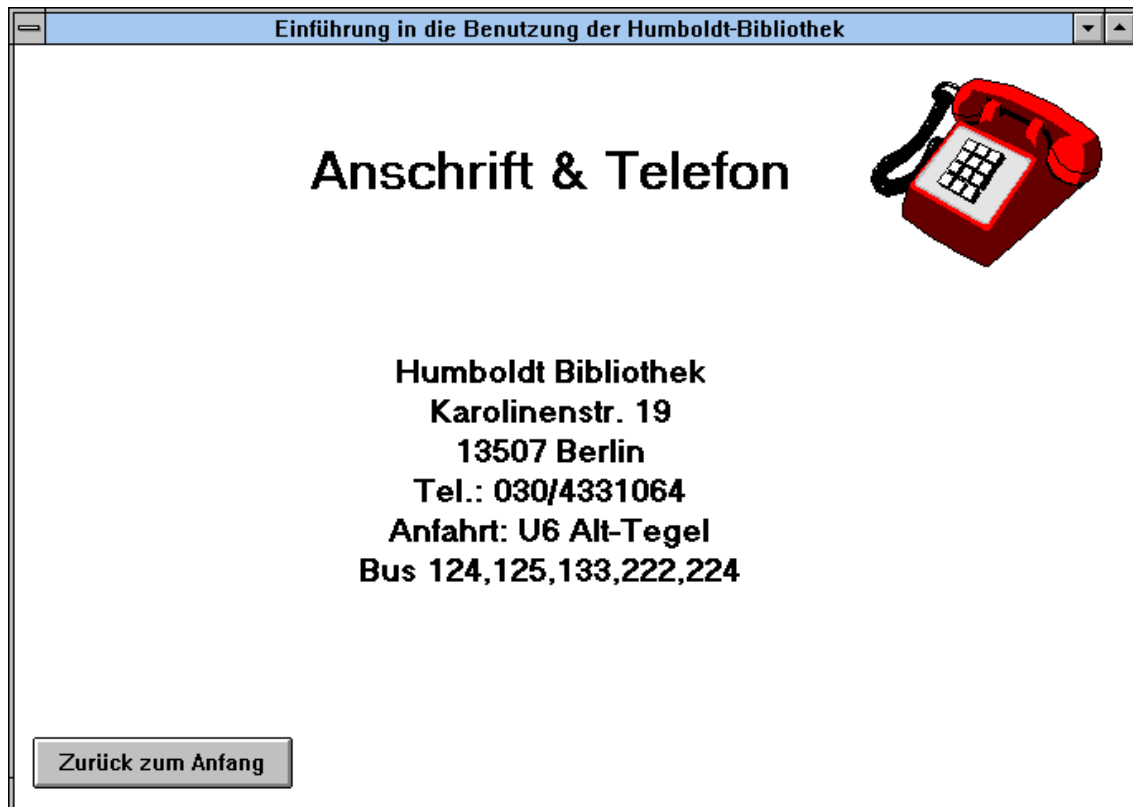 Einführung in die Benutzung der Humboldt-Bibliothek
Anschrift & Telefon
Humboldt Bibliothek
Karolinenstr. 19
13507 Berlin
Tel.: 030/4331064
Anfahrt: U6 Alt-Tegel
Bus 124,125,133,222,224
Zurück zum Anfang